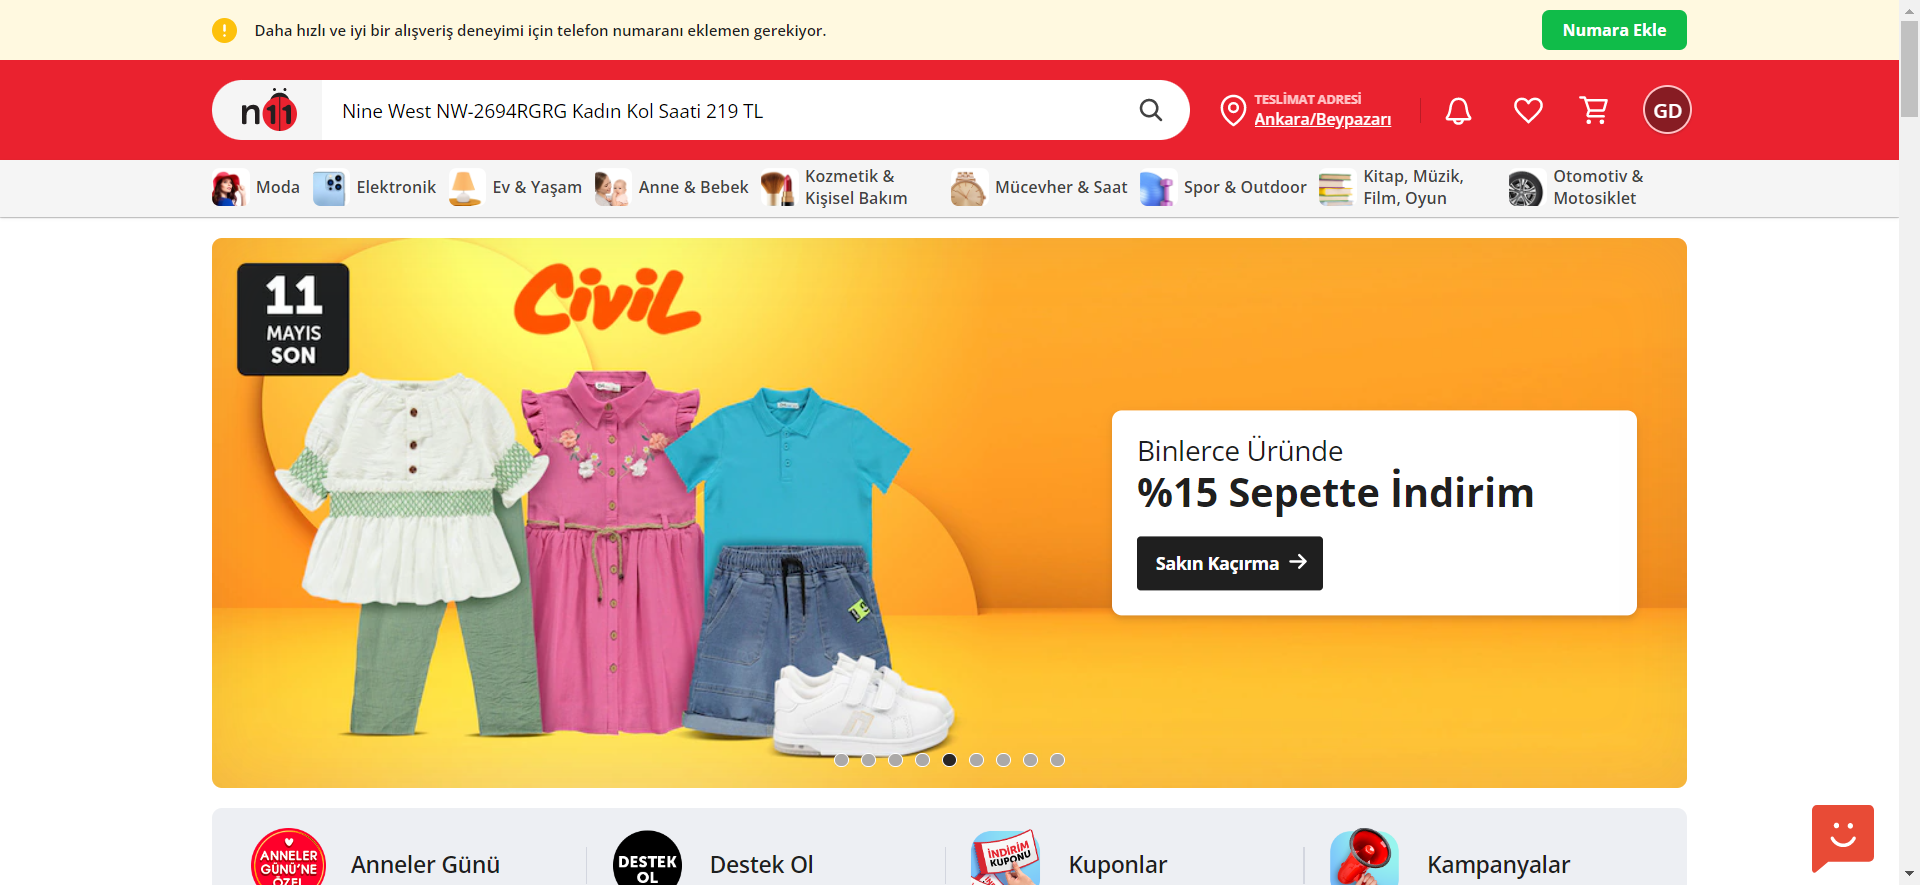 Daha hızlı ve iyi bir alışveriş deneyimi için telefon numaranı eklemen gerekiyor.
Numara Ekle
n11
Nine West NW-2694RGRG Kadın Kol Saati 219 TL
TESLİMAT ADRESİ
Ankara/Beypazarı
GD
Moda
Elektronik
Ev & Yaşam
Anne & Bebek
Kozmetik &
Kişisel Bakım
Mücevher & Saat
Spor & Outdoor
Kitap, Müzik,
Film, Oyun
Otomotiv &
Motosiklet
11
MAYIS
SON
Civil
Binlerce Üründe
%15 Sepette İndirim
Sakın Kaçırma
ANNELER
GÜNÜ'NE
ÖZEL
Anneler Günü
DESTEK
OL
Destek Ol
İNDİRİM
KUPONU
Kuponlar
Kampanyalar